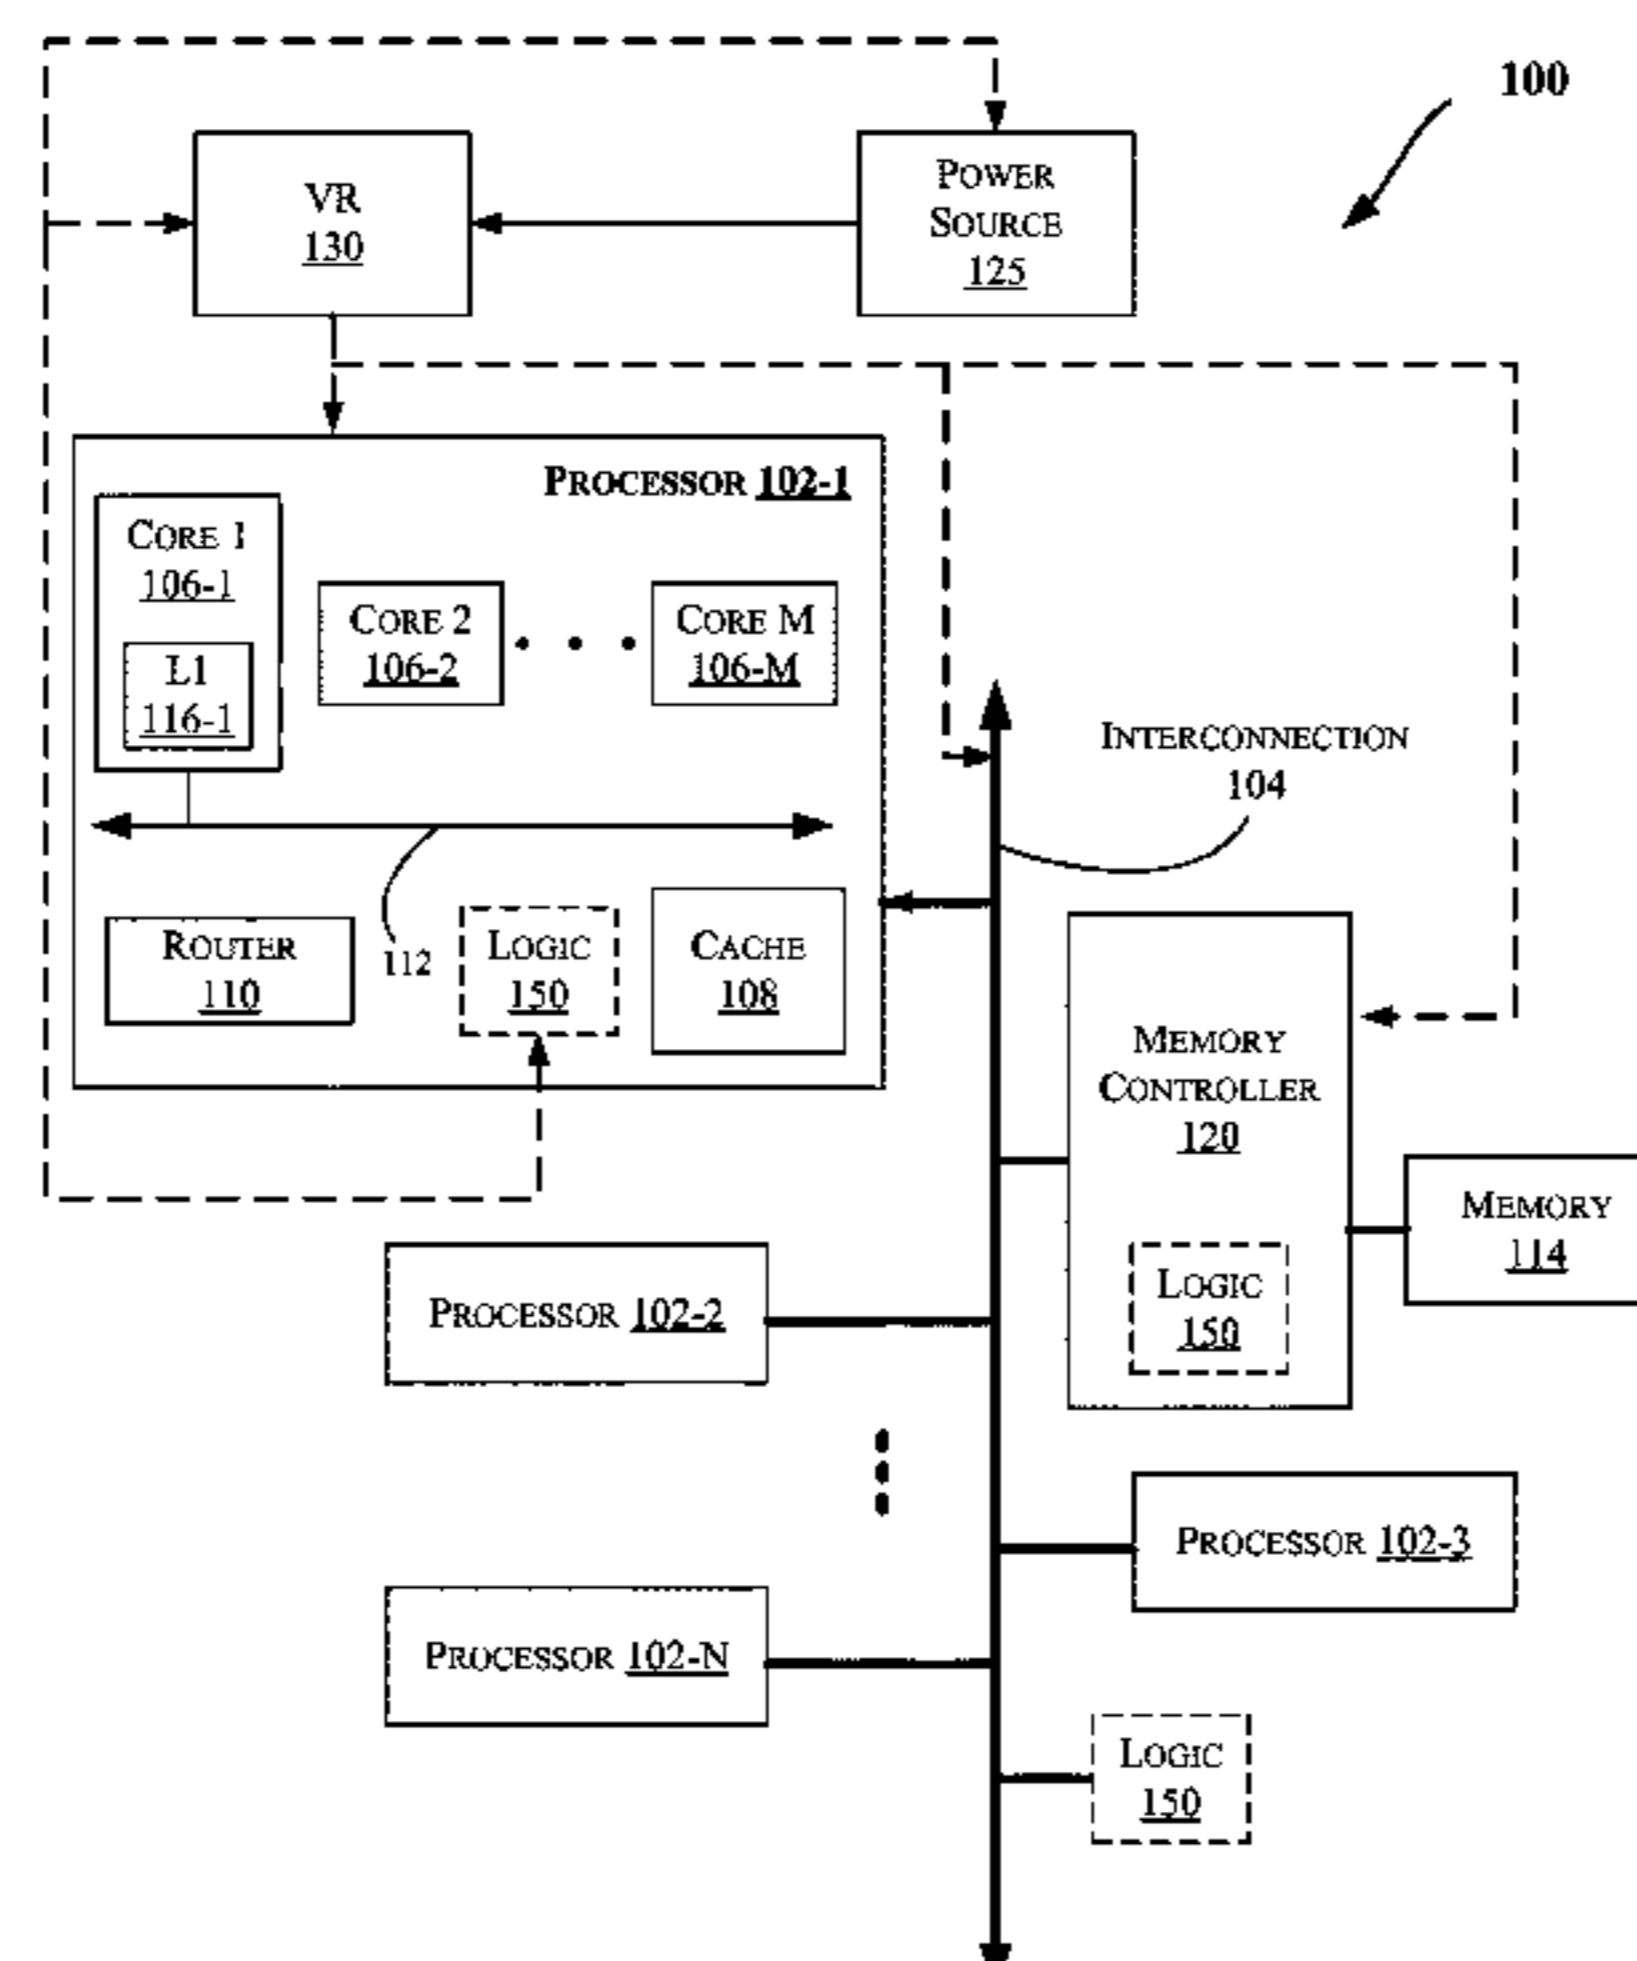 100
VR
130
POWER
SOURCE
125
PROCESSOR 102-1
CORE 1
106-1
L1
116-1
CORE 2
106-2
CORE M
106-M
INTERCONNECTION
104
ROUTER
110
112
LOGIC
150
CACHE
108
MEMORY
CONTROLLER
120
LOGIC
150
MEMORY
114
PROCESSOR 102-2
PROCESSOR 102-3
PROCESSOR 102-N
LOGIC
150